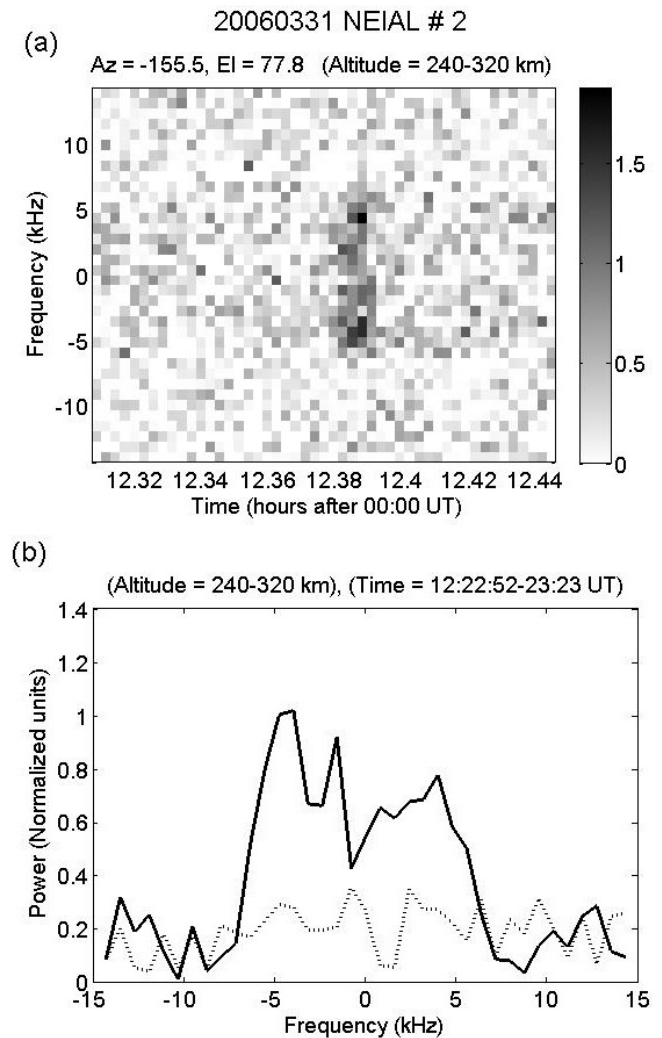 20060331 NEIAL # 2
(a)
Az = -155.5, El = 77.8 (Altitude = 240-320 km)
10
5
0
-5
-10
Frequency (kHz)
12.32 12.34 12.36 12.38 12.4 12.42 12.44
Time (hours after 00:00 UT)
1.5
1
0.5
0
(b)
(Altitude = 240-320 km), (Time = 12:22:52-23:23 UT)
1.4
1.2
1
0.8
0.6
0.4
0.2
0
Power (Normalized units)
-15 -10 -5 0 5 10 15
Frequency (kHz)